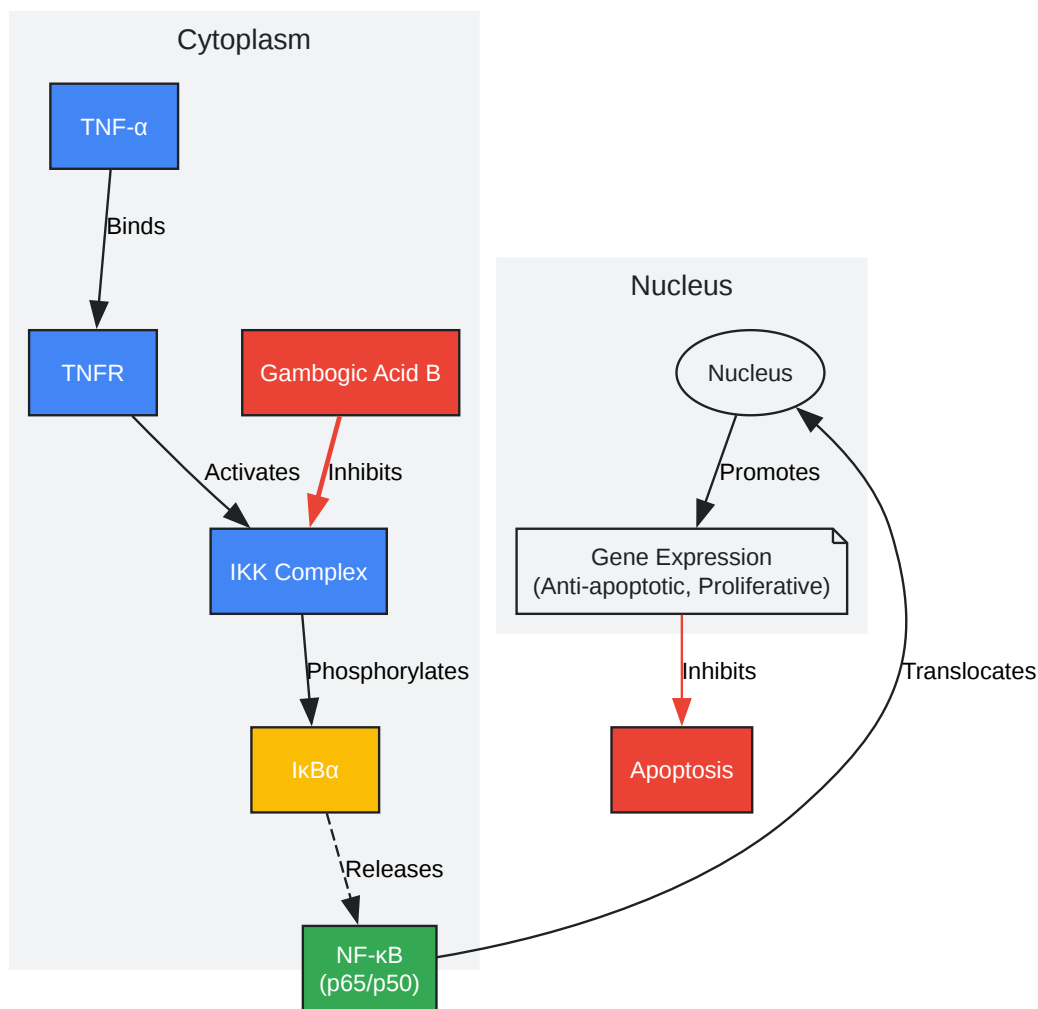 Cytoplasm
TNF-α
Binds
TNFR
Gambogic Acid B
Activates
Inhibits
IKK Complex
Phosphorylates
IκBα
Releases
NF-κB
(p65/p50)
Translocates
Nucleus
Nucleus
Promotes
Gene Expression
(Anti-apoptotic, Proliferative)
Inhibits
Apoptosis